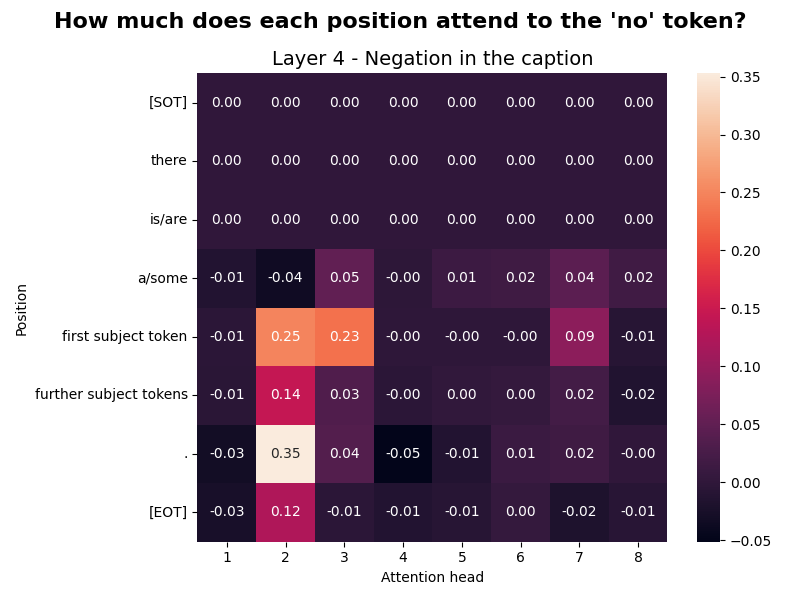 How much does each position attend to the 'no' token?
Layer 4 - Negation in the caption
Position
[SOT] 0.00 0.00 0.00 0.00 0.00 0.00 0.00 0.00
there 0.00 0.00 0.00 0.00 0.00 0.00 0.00 0.00
is/are 0.00 0.00 0.00 0.00 0.00 0.00 0.00 0.00
a/some -0.01 -0.04 0.05 -0.00 0.01 0.02 0.04 0.02
first subject token -0.01 0.25 0.23 -0.00 -0.00 -0.00 0.09 -0.01
further subject tokens -0.01 0.14 0.03 -0.00 0.00 0.00 0.02 -0.02
. -0.03 0.35 0.04 -0.05 -0.01 0.01 0.02 -0.00
[EOT] -0.03 0.12 -0.01 -0.01 -0.01 0.00 -0.02 -0.01
1 2 3 4 5 6 7 8
Attention head
0.35
0.30
0.25
0.20
0.15
0.10
0.05
0.00
−0.05